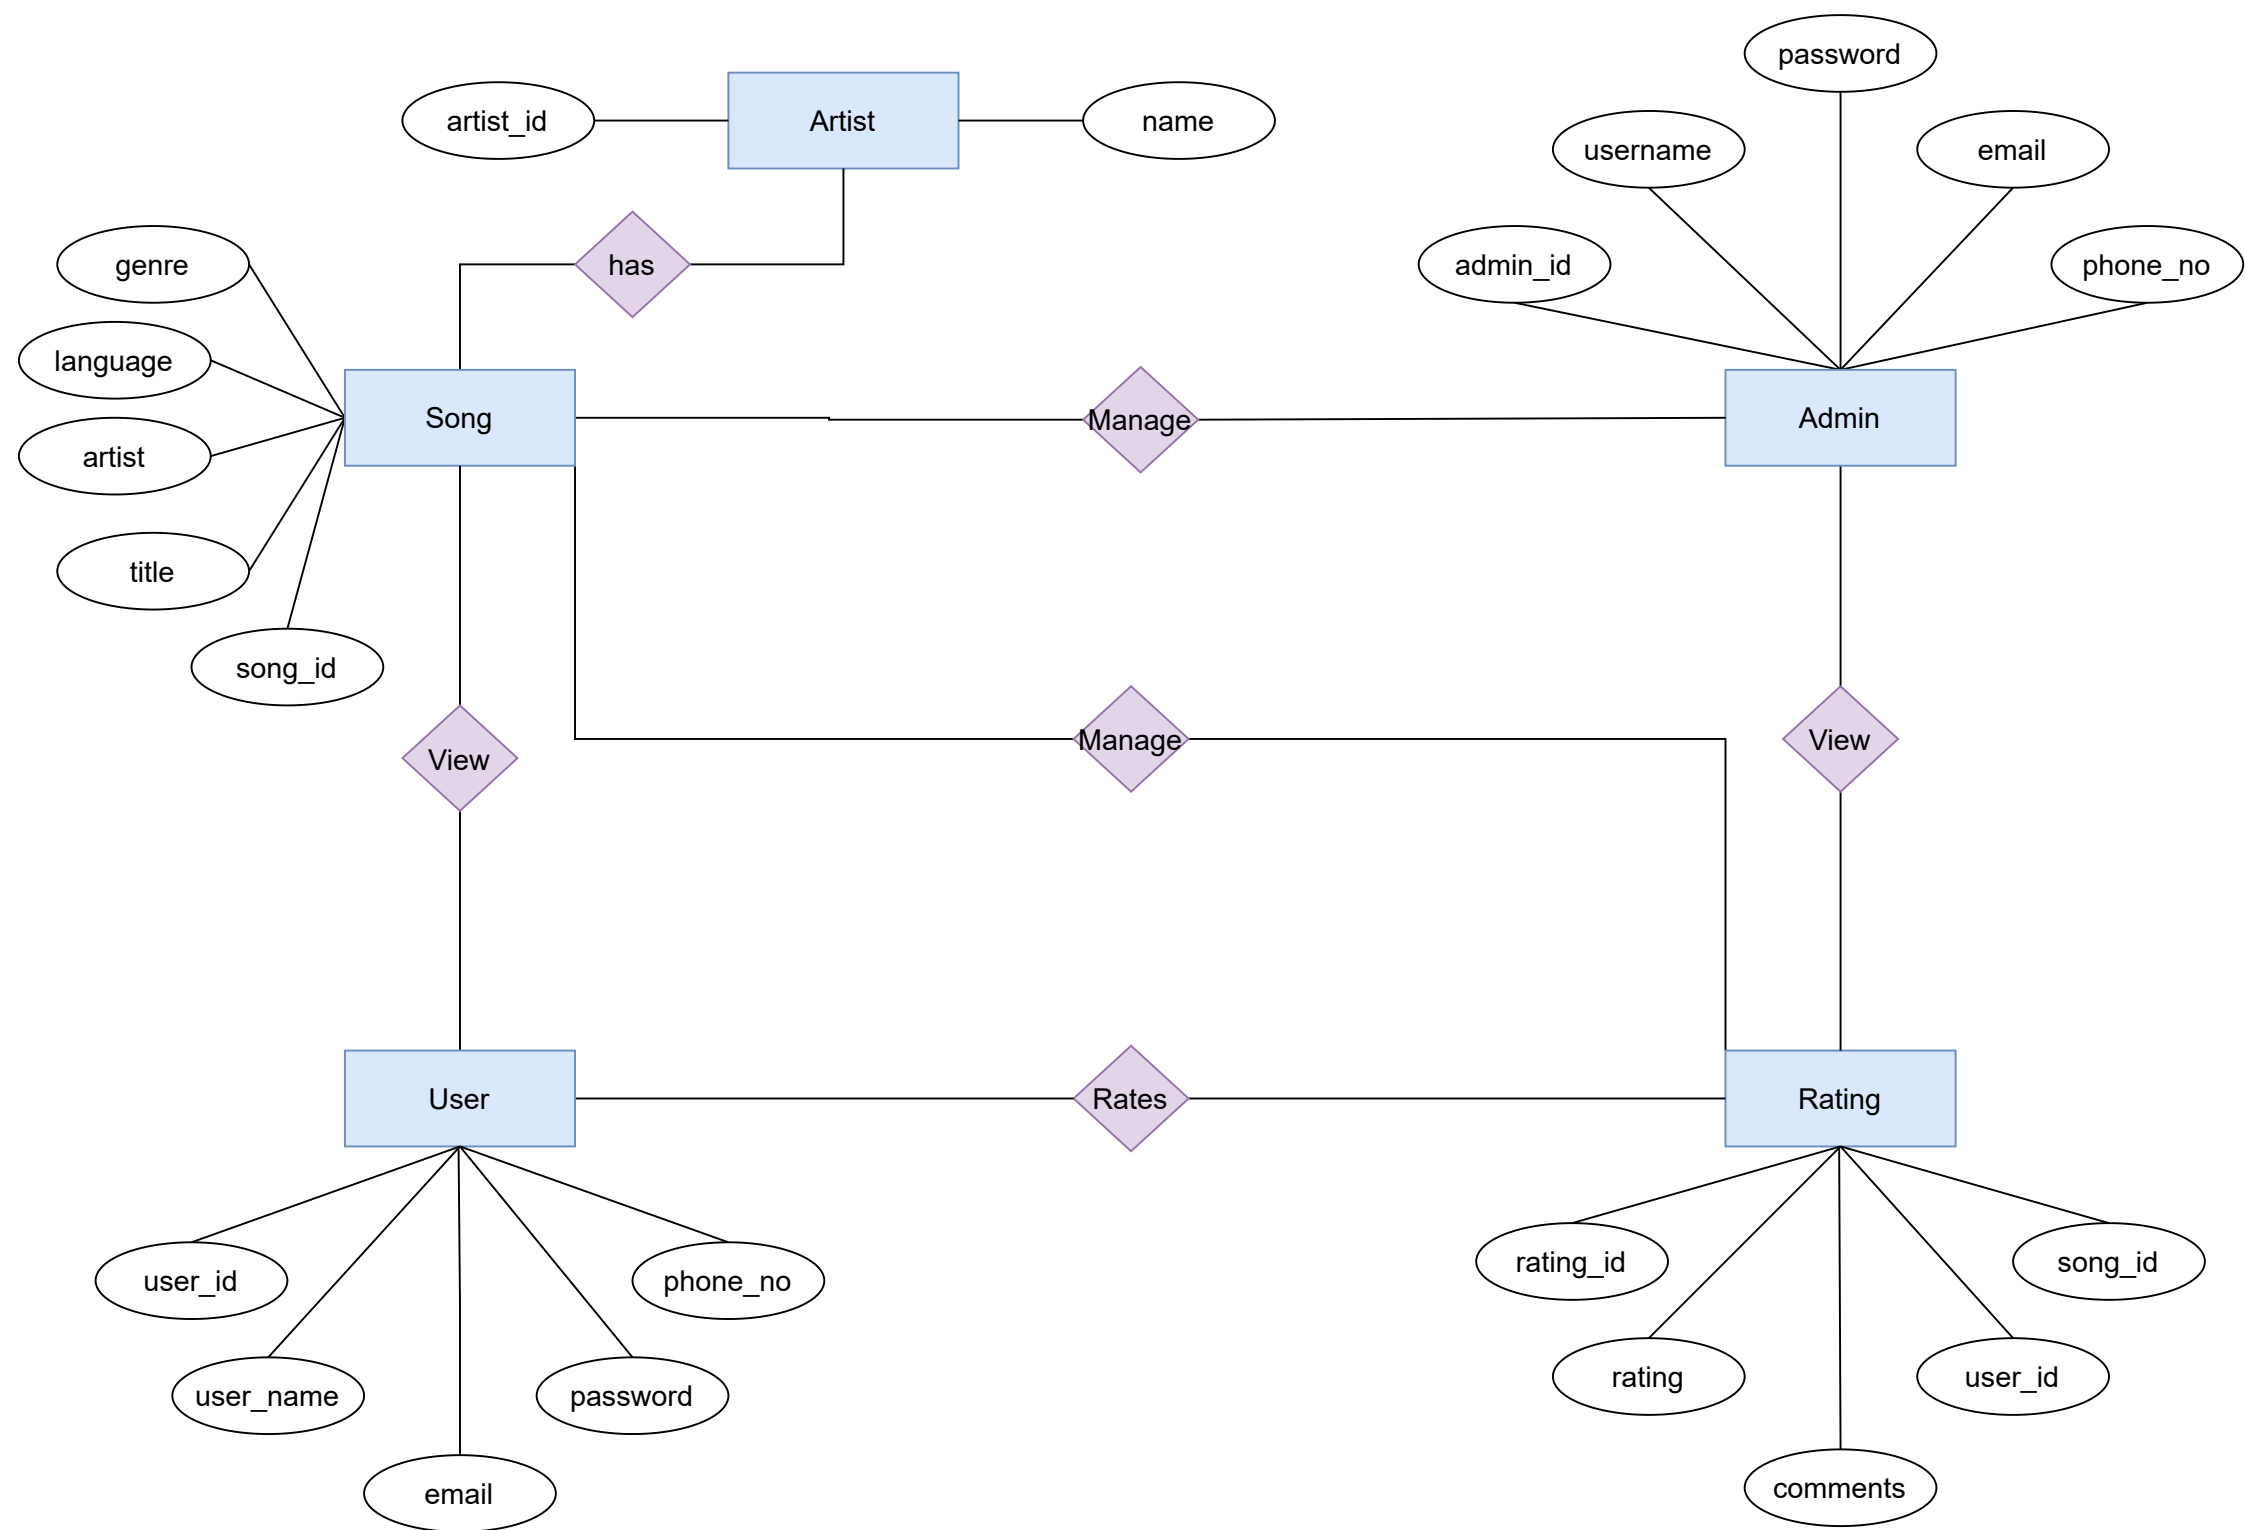 password
artist_id
Artist
name
username
email
genre
has
admin_id
phone_no
language
Song
Manage
Admin
artist
title
song_id
View
Manage
View
User
Rates
Rating
user_id
phone_no
rating_id
song_id
user_name
password
rating
user_id
email
comments